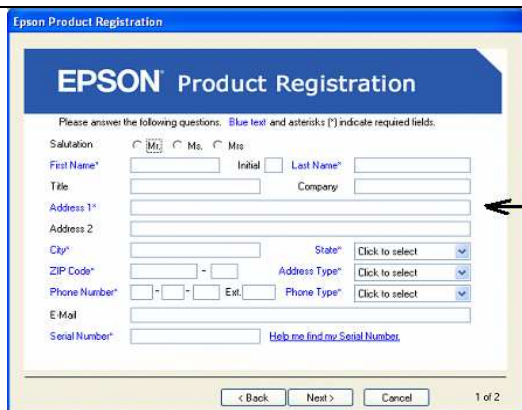 Epson Product Registration
EPSON Product Registration
Please answer the following questions. Blue text and asterisks (*) indicate required fields.
Salutation Mr. Ms. Mrs
First Name* Initial Last Name*
Title Company
Address 1*
Address 2
City* State* Click to select
ZIP Code* - Address Type* Click to select
Phone Number* - - Ext. Phone Type* Click to select
E-Mail
Serial Number* Help me find my Serial Number.
< Back Next > Cancel 1 of 2